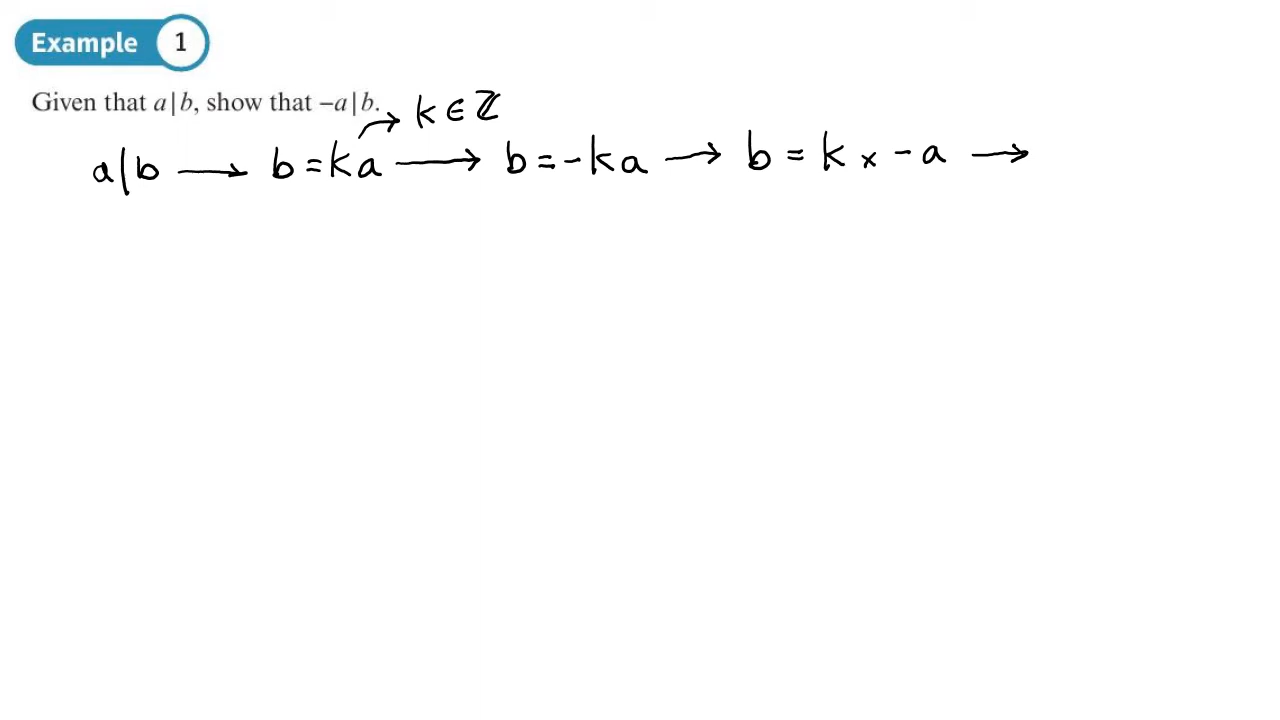 Example 1
Given that a|b, show that −a|b.
k ∈ ℤ
a|b → b = ka → b = -ka → b = k × -a →